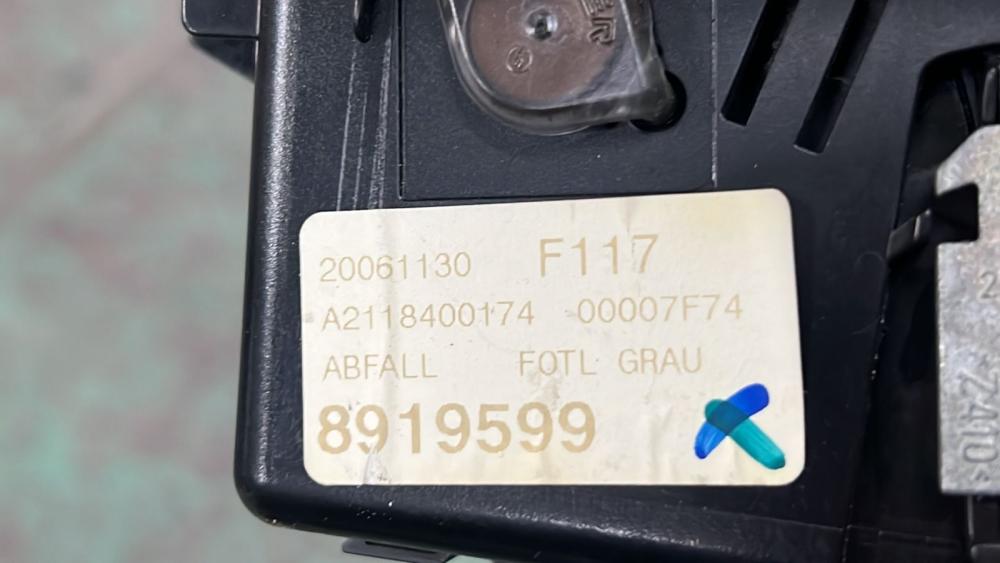 20061130 F117
A2118400174 00007F74
ABFALL FOTL GRAU
8919599